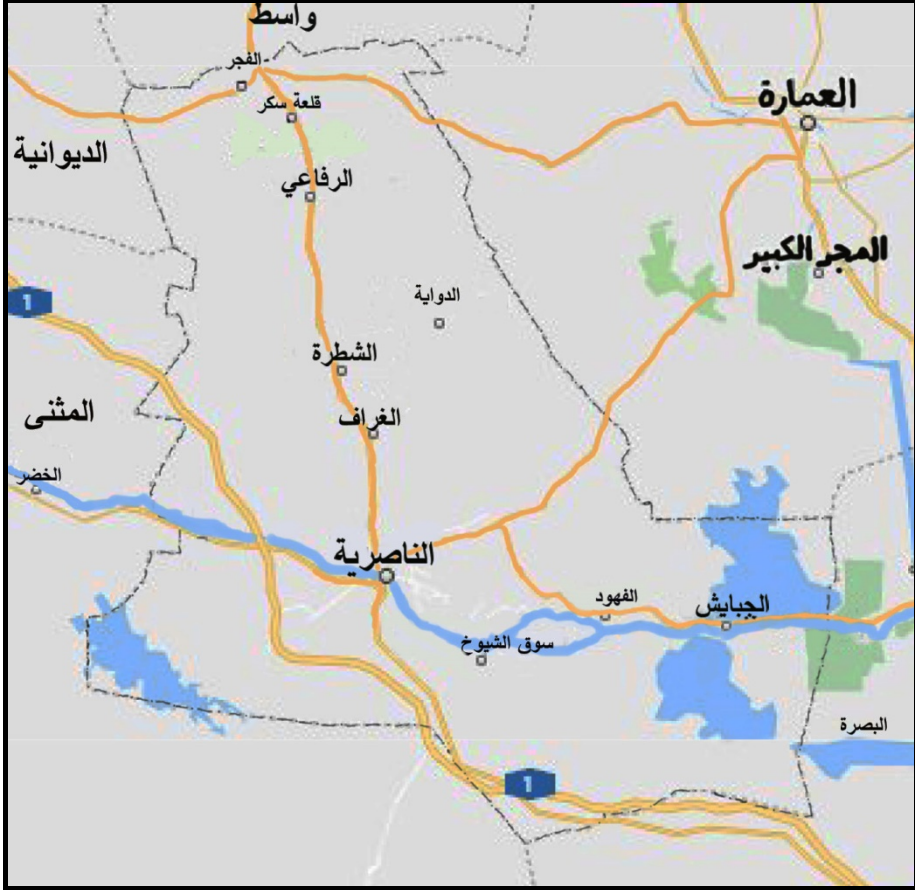 واسط
الفجر
قلعة سكر
العمارة
الديوانية
الرفاعي
المجر الكبير
الدواية
1
الشطرة
المثنى
الغراف
الخضر
الناصرية
الفهود
الچبايش
سوق الشيوخ
البصرة
1